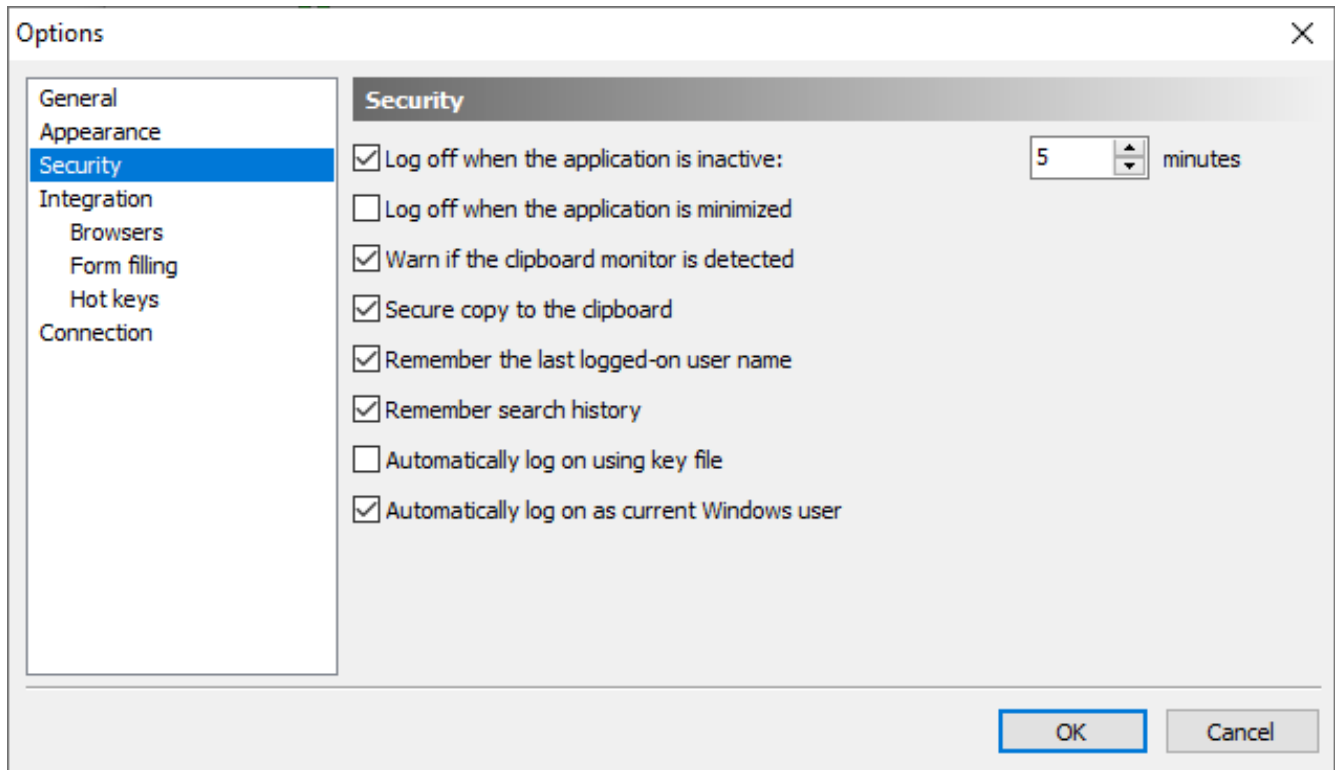 Options
General
Appearance
Security
Integration
Browsers
Form filling
Hot keys
Connection
Security
Log off when the application is inactive: 5 minutes
Log off when the application is minimized
Warn if the clipboard monitor is detected
Secure copy to the clipboard
Remember the last logged-on user name
Remember search history
Automatically log on using key file
Automatically log on as current Windows user
OK Cancel